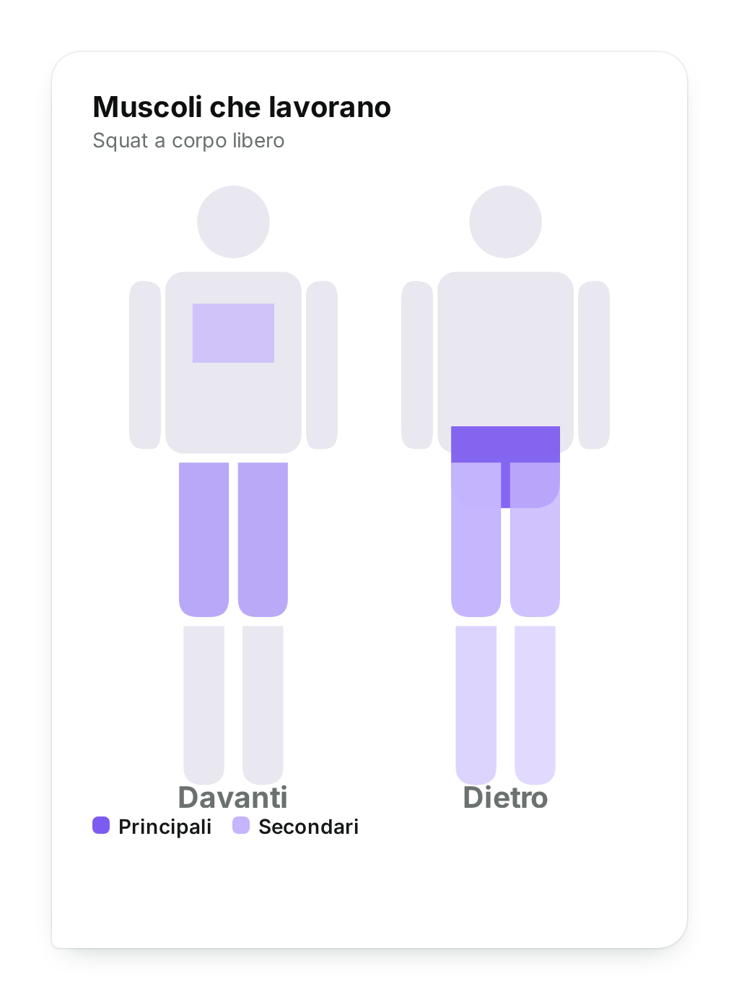 Muscoli che lavorano
Squat a corpo libero
Davanti
Dietro
Principali
Secondari